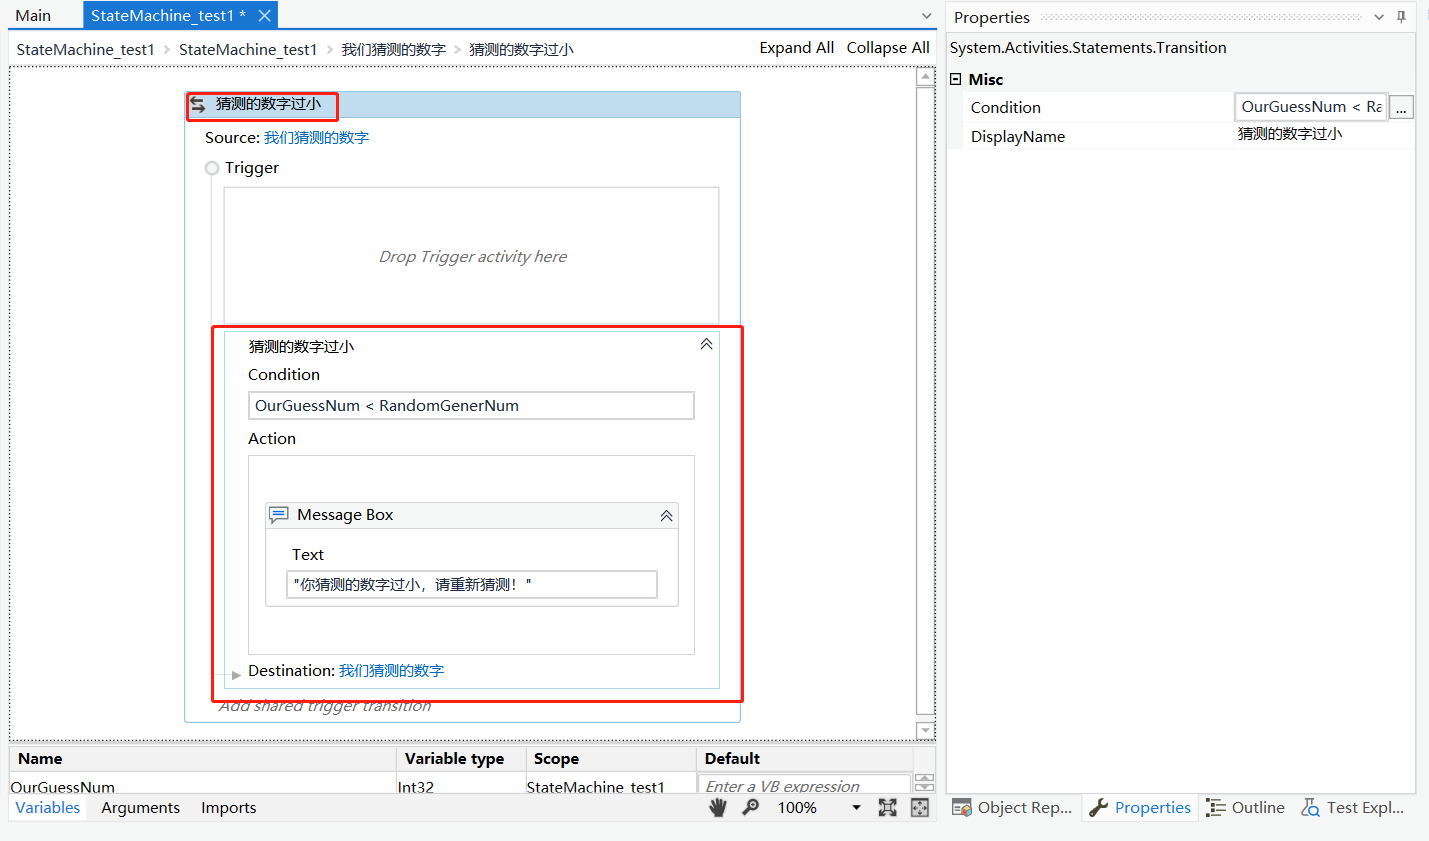 Main
StateMachine_test1 *
StateMachine_test1 > StateMachine_test1 > 我们猜测的数字 > 猜测的数字过小
Expand All Collapse All
猜测的数字过小
Source: 我们猜测的数字
Trigger
Drop Trigger activity here
猜测的数字过小
Condition
OurGuessNum < RandomGenerNum
Action
Message Box
Text
"你猜测的数字过小，请重新猜测！"
Destination: 我们猜测的数字
Add shared trigger transition
Name Variable type Scope Default
OurGuessNum Int32 StateMachine_test1 Enter a VB expression
Variables Arguments Imports 100%
Properties
System.Activities.Statements.Transition
Misc
Condition OurGuessNum < Ra ...
DisplayName 猜测的数字过小
Object Rep... Properties Outline Test Expl...